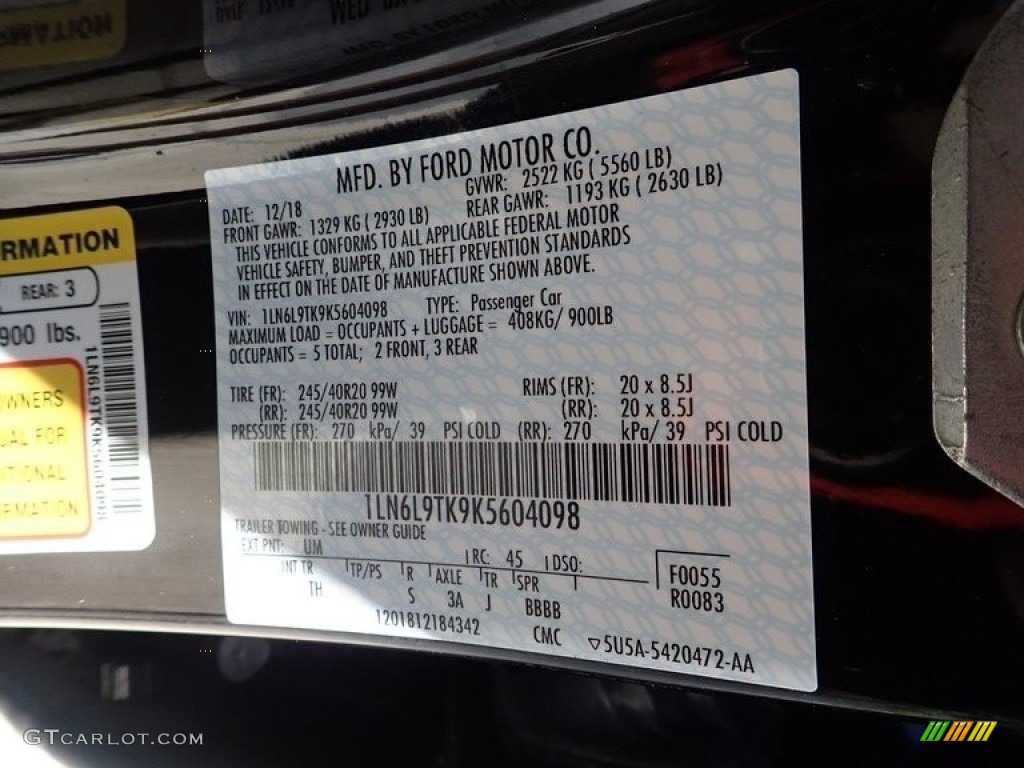 MFD. BY FORD MOTOR CO.
DATE: 12/18 GVWR: 2522 KG ( 5560 LB)
FRONT GAWR: 1329 KG ( 2930 LB) REAR GAWR: 1193 KG ( 2630 LB)
THIS VEHICLE CONFORMS TO ALL APPLICABLE FEDERAL MOTOR
VEHICLE SAFETY, BUMPER, AND THEFT PREVENTION STANDARDS
IN EFFECT ON THE DATE OF MANUFACTURE SHOWN ABOVE.
VIN: 1LN6L9TK9K5604098 TYPE: Passenger Car
MAXIMUM LOAD = OCCUPANTS + LUGGAGE = 408KG/ 900LB
OCCUPANTS = 5 TOTAL; 2 FRONT, 3 REAR
TIRE (FR): 245/40R20 99W RIMS (FR): 20 x 8.5J
(RR): 245/40R20 99W (RR): 20 x 8.5J
PRESSURE (FR): 270 kPa/ 39 PSI COLD (RR): 270 kPa/ 39 PSI COLD
1LN6L9TK9K5604098
TRAILER TOWING - SEE OWNER GUIDE
EXT PNT: UM RC: 45 DSO:
INT TR TP/PS R AXLE TR SPR F0055
TH S 3A J BBBB R0083
1201812184342 CMC 5U5A-5420472-AA
RMATION
REAR: 3
900 lbs.
OWNERS
UAL FOR
ITIONAL
RMATION
1LN6L9TK9K5604098
GTCARLOT.COM